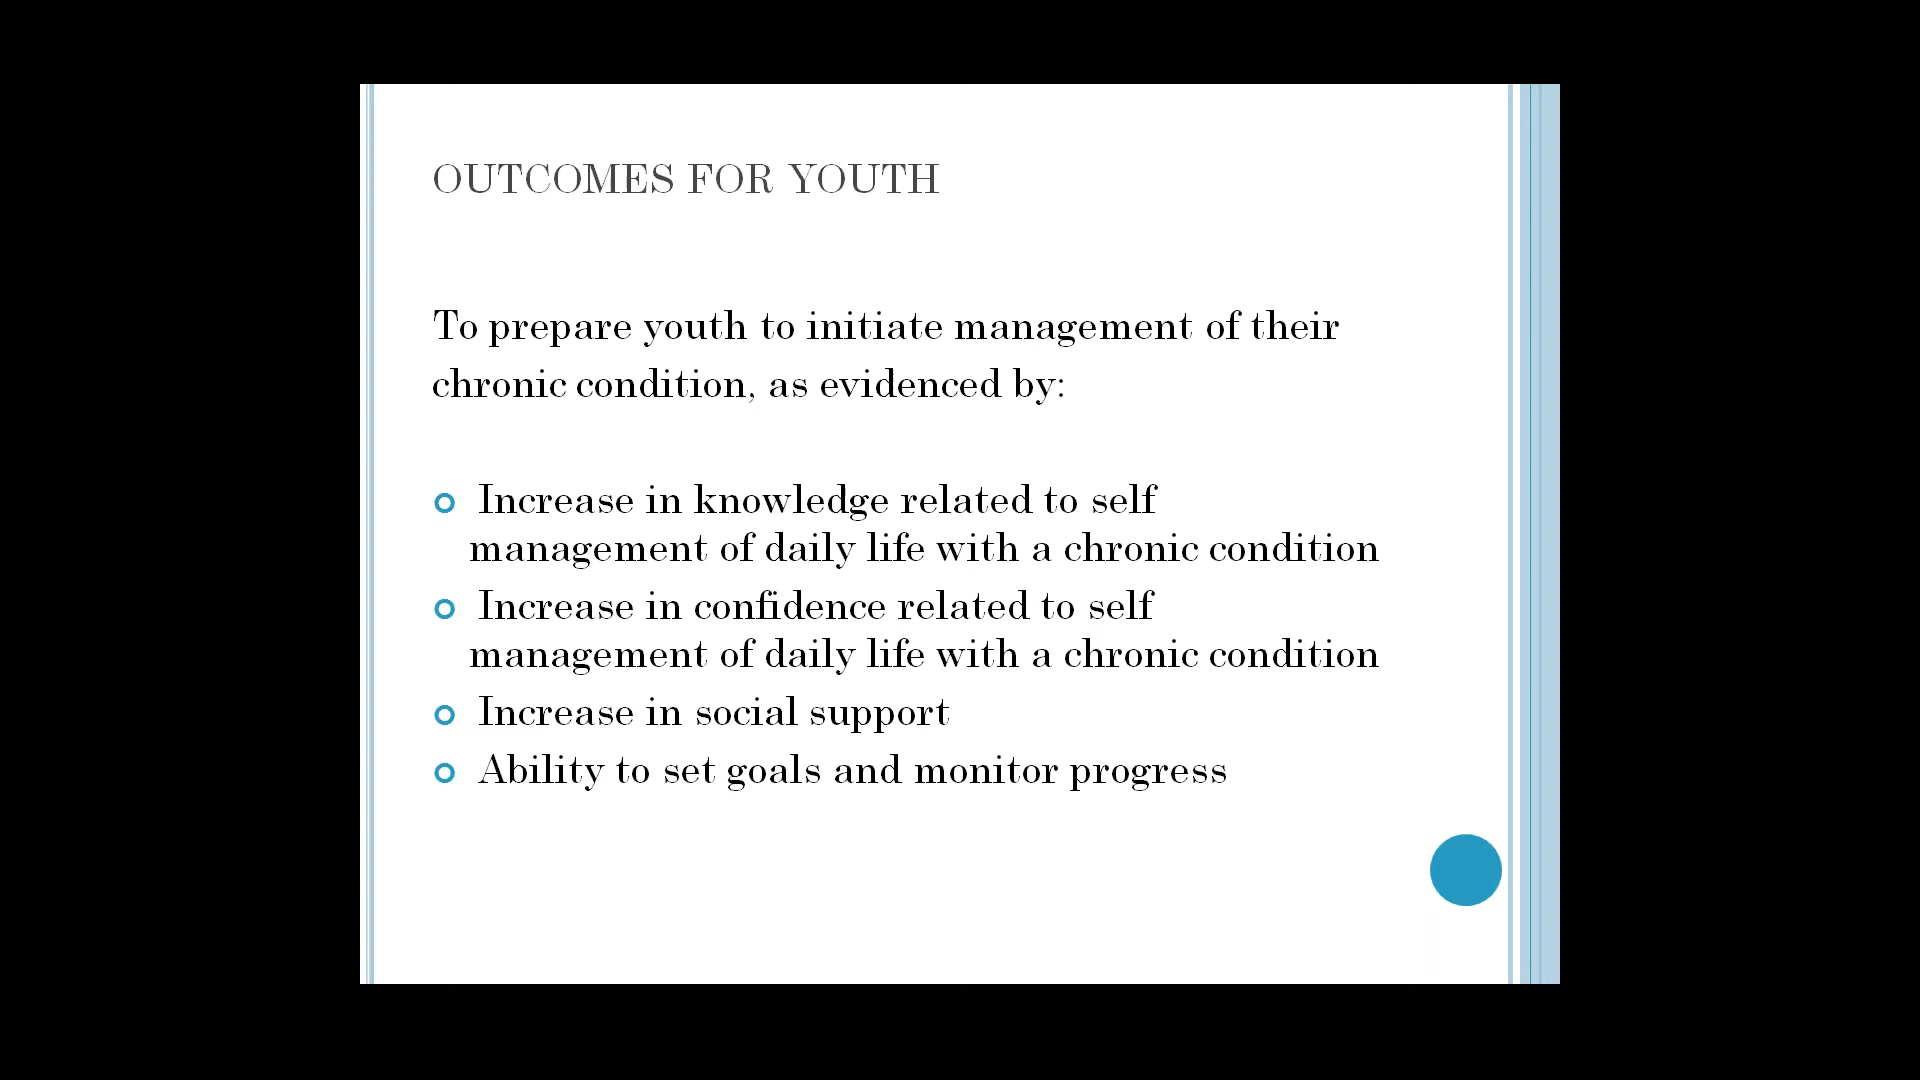 OUTCOMES FOR YOUTH
To prepare youth to initiate management of their
chronic condition, as evidenced by:
Increase in knowledge related to self
management of daily life with a chronic condition
Increase in confidence related to self
management of daily life with a chronic condition
Increase in social support
Ability to set goals and monitor progress